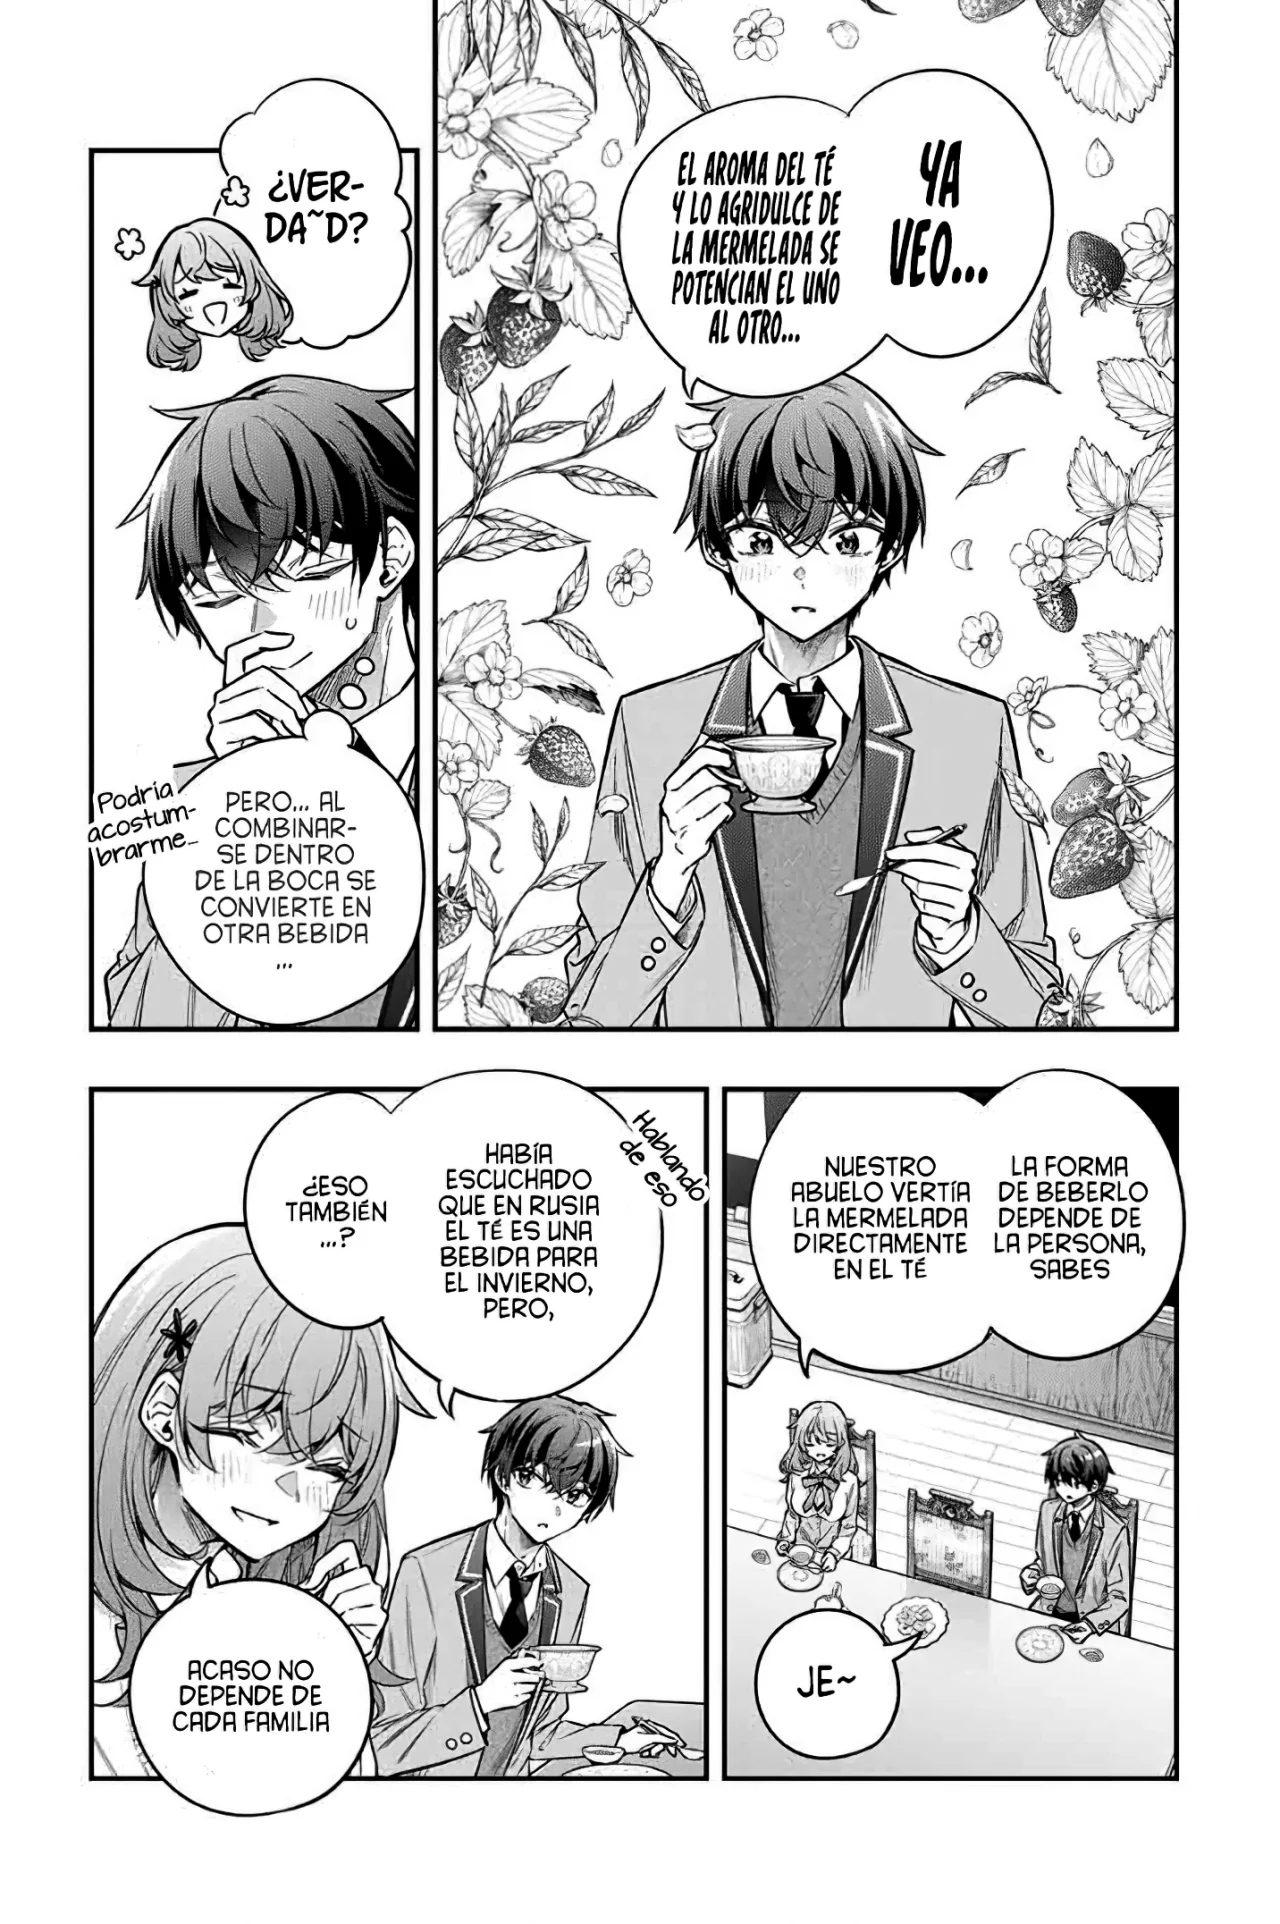 YA
VEO...
EL AROMA DEL TÉ
Y LO AGRIDULCE DE
LA MERMELADA SE
POTENCIAN EL UNO
AL OTRO...
¿VER-
DA~D?
PERO... AL
COMBINAR-
SE DENTRO
DE LA BOCA SE
CONVIERTE EN
OTRA BEBIDA
...
Podría
acostum-
brarme...
LA FORMA
DE BEBERLO
DEPENDE DE
LA PERSONA,
SABES
NUESTRO
ABUELO VERTÍA
LA MERMELADA
DIRECTAMENTE
EN EL TÉ
JE~
Hablando
de eso
HABÍA
ESCUCHADO
QUE EN RUSIA
EL TÉ ES UNA
BEBIDA PARA
EL INVIERNO,
PERO,
¿ESO
TAMBIÉN
...?
ACASO NO
DEPENDE DE
CADA FAMILIA